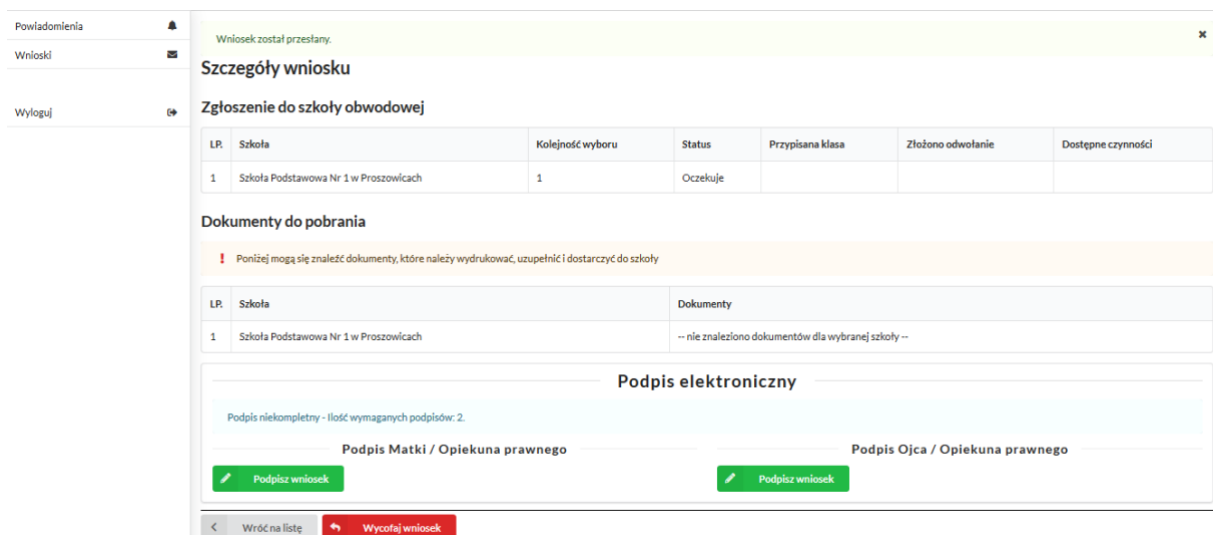 Powiadomienia
Wnioski
Wyloguj
Wniosek został przesłany.
Szczegóły wniosku
Zgłoszenie do szkoły obwodowej
LP. Szkoła Kolejność wyboru Status Przypisana klasa Złożono odwołanie Dostępne czynności
1 Szkoła Podstawowa Nr 1 w Proszowicach 1 Oczekuje
Dokumenty do pobrania
Poniżej mogą się znaleźć dokumenty, które należy wydrukować, uzupełnić i dostarczyć do szkoły
LP. Szkoła Dokumenty
1 Szkoła Podstawowa Nr 1 w Proszowicach -- nie znaleziono dokumentów dla wybranej szkoły --
Podpis elektroniczny
Podpis niekompletny - Ilość wymaganych podpisów: 2.
Podpis Matki / Opiekuna prawnego Podpis Ojca / Opiekuna prawnego
Podpisz wniosek Podpisz wniosek
Wróć na listę Wycofaj wniosek